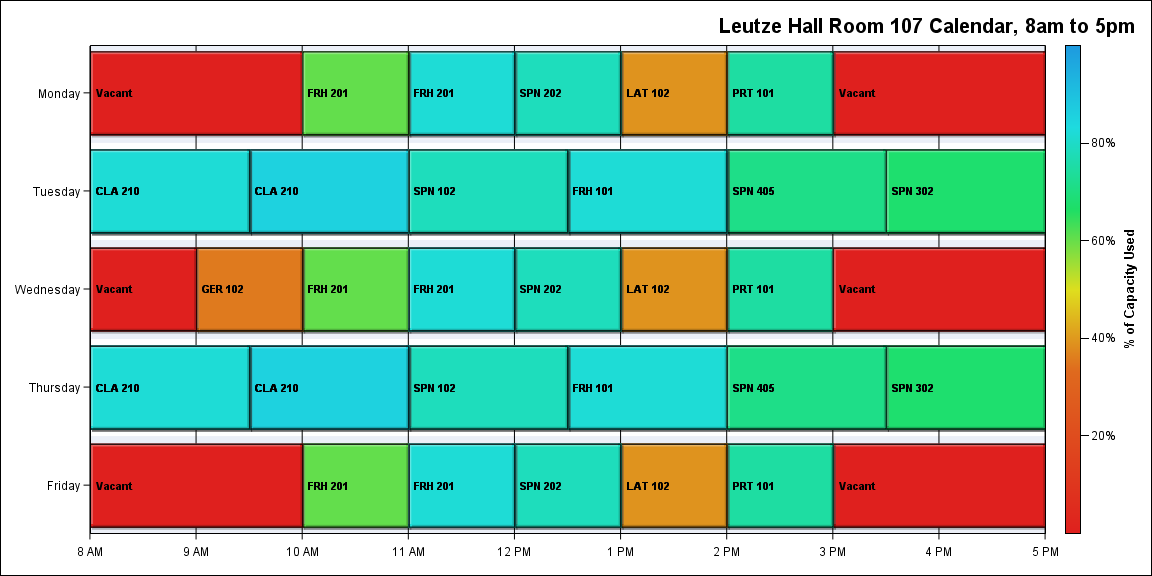 Leutze Hall Room 107 Calendar, 8am to 5pm
Monday
Vacant
FRH 201
FRH 201
SPN 202
LAT 102
PRT 101
Vacant
Tuesday
CLA 210
CLA 210
SPN 102
FRH 101
SPN 405
SPN 302
Wednesday
Vacant
GER 102
FRH 201
FRH 201
SPN 202
LAT 102
PRT 101
Vacant
Thursday
CLA 210
CLA 210
SPN 102
FRH 101
SPN 405
SPN 302
Friday
Vacant
FRH 201
FRH 201
SPN 202
LAT 102
PRT 101
Vacant
8 AM
9 AM
10 AM
11 AM
12 PM
1 PM
2 PM
3 PM
4 PM
5 PM
80%
60%
40%
20%
% of Capacity Used